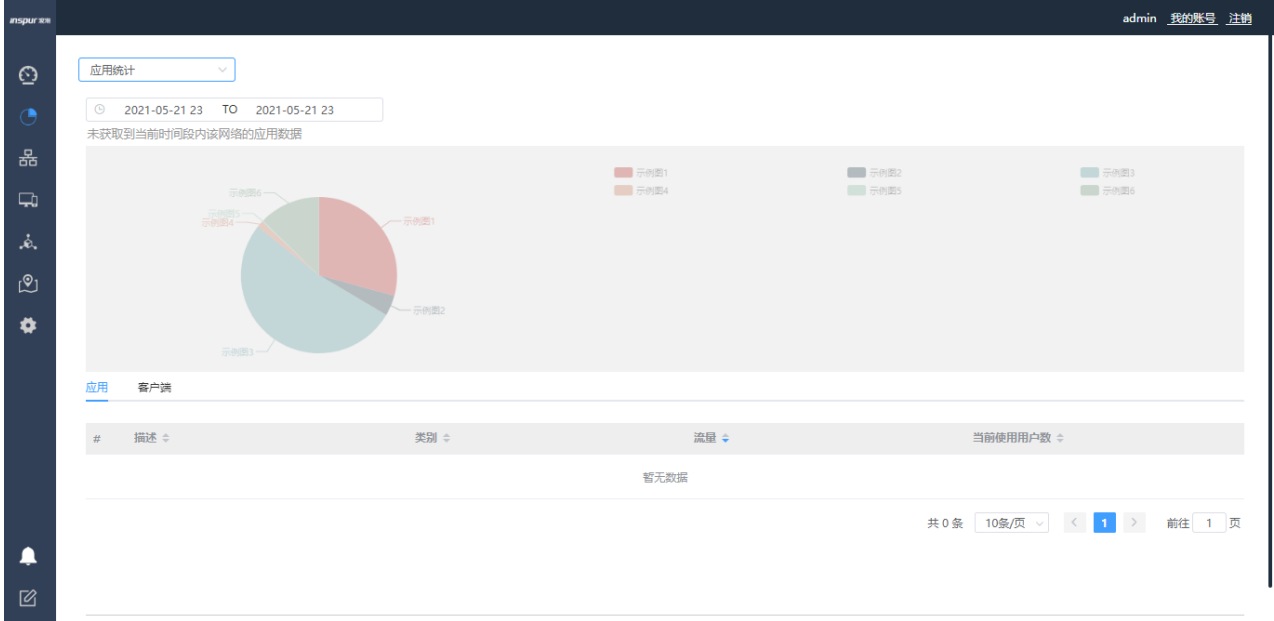 inspur 浪潮
admin 我的账号 注销
应用统计
2021-05-21 23 TO 2021-05-21 23
未获取到当前时间段内该网络的应用数据
示例图1 示例图2 示例图3
示例图4 示例图5 示例图6
示例图6
示例图5
示例图4
示例图1
示例图2
示例图3
应用 客户端
# 描述 类别 流量 当前使用用户数
暂无数据
共 0 条 10条/页 1 前往 1 页